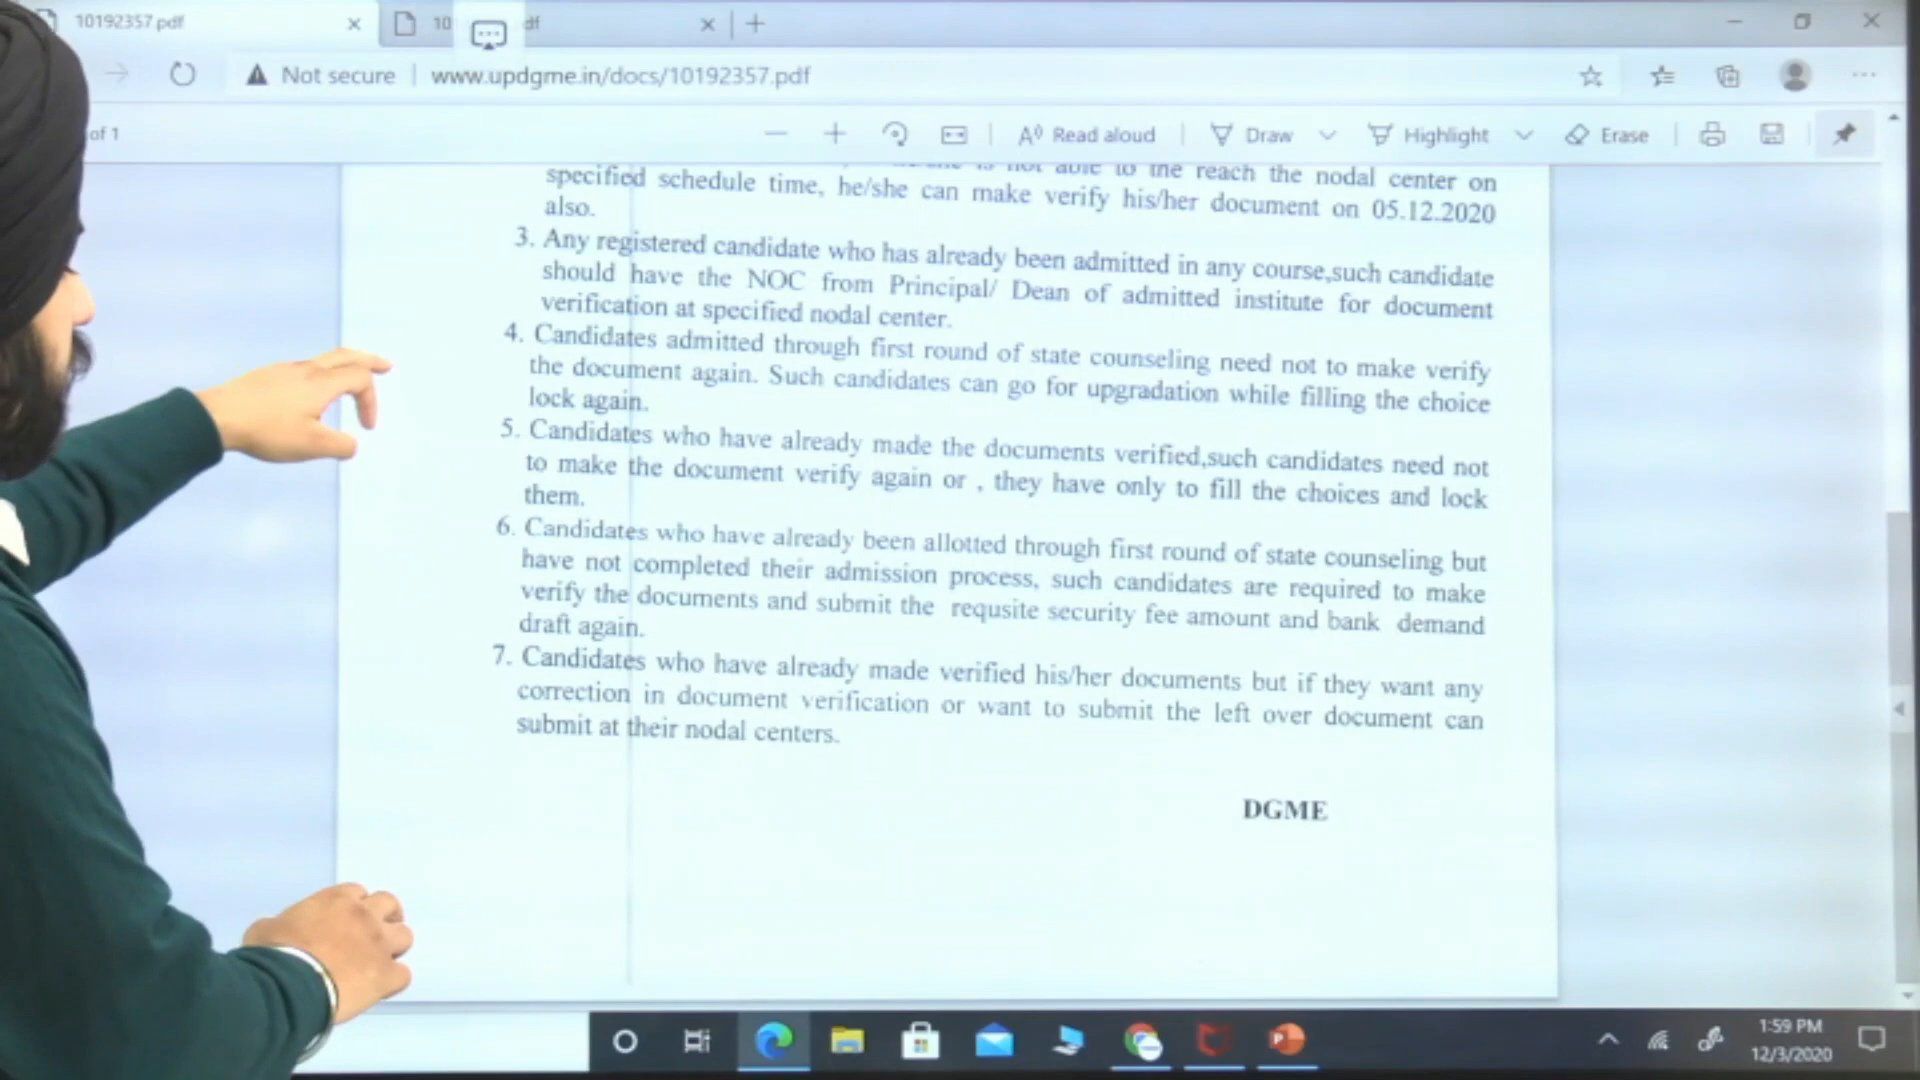 10192357.pdf
10
df
Not secure
www.updgme.in/docs/10192357.pdf
of 1
Read aloud
Draw
Highlight
Erase
is not able to the reach the nodal center on
specified schedule time, he/she can make verify his/her document on 05.12.2020
also.
3. Any registered candidate who has already been admitted in any course,such candidate
should have the NOC from Principal/ Dean of admitted institute for document
verification at specified nodal center.
4. Candidates admitted through first round of state counseling need not to make verify
the document again. Such candidates can go for upgradation while filling the choice
lock again.
5. Candidates who have already made the documents verified,such candidates need not
to make the document verify again or , they have only to fill the choices and lock
them.
6. Candidates who have already been allotted through first round of state counseling but
have not completed their admission process, such candidates are required to make
verify the documents and submit the requsite security fee amount and bank demand
draft again.
7. Candidates who have already made verified his/her documents but if they want any
correction in document verification or want to submit the left over document can
submit at their nodal centers.
DGME
1:59 PM
12/3/2020